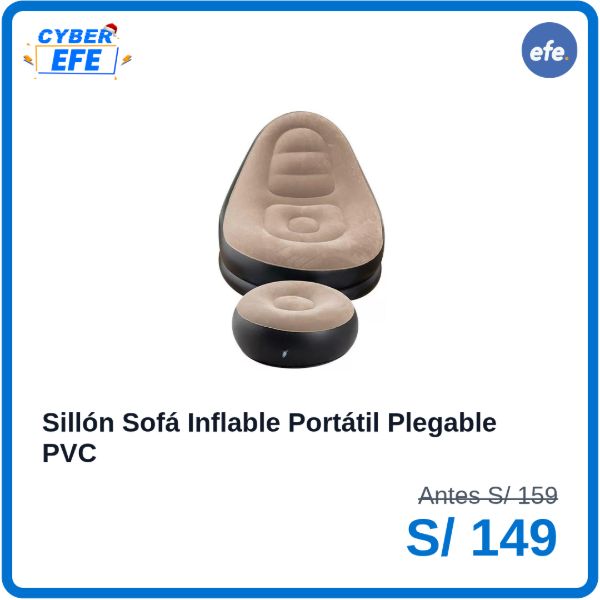 CYBER
EFE
efe.
Sillón Sofá Inflable Portátil Plegable
PVC
Antes S/ 159
S/ 149